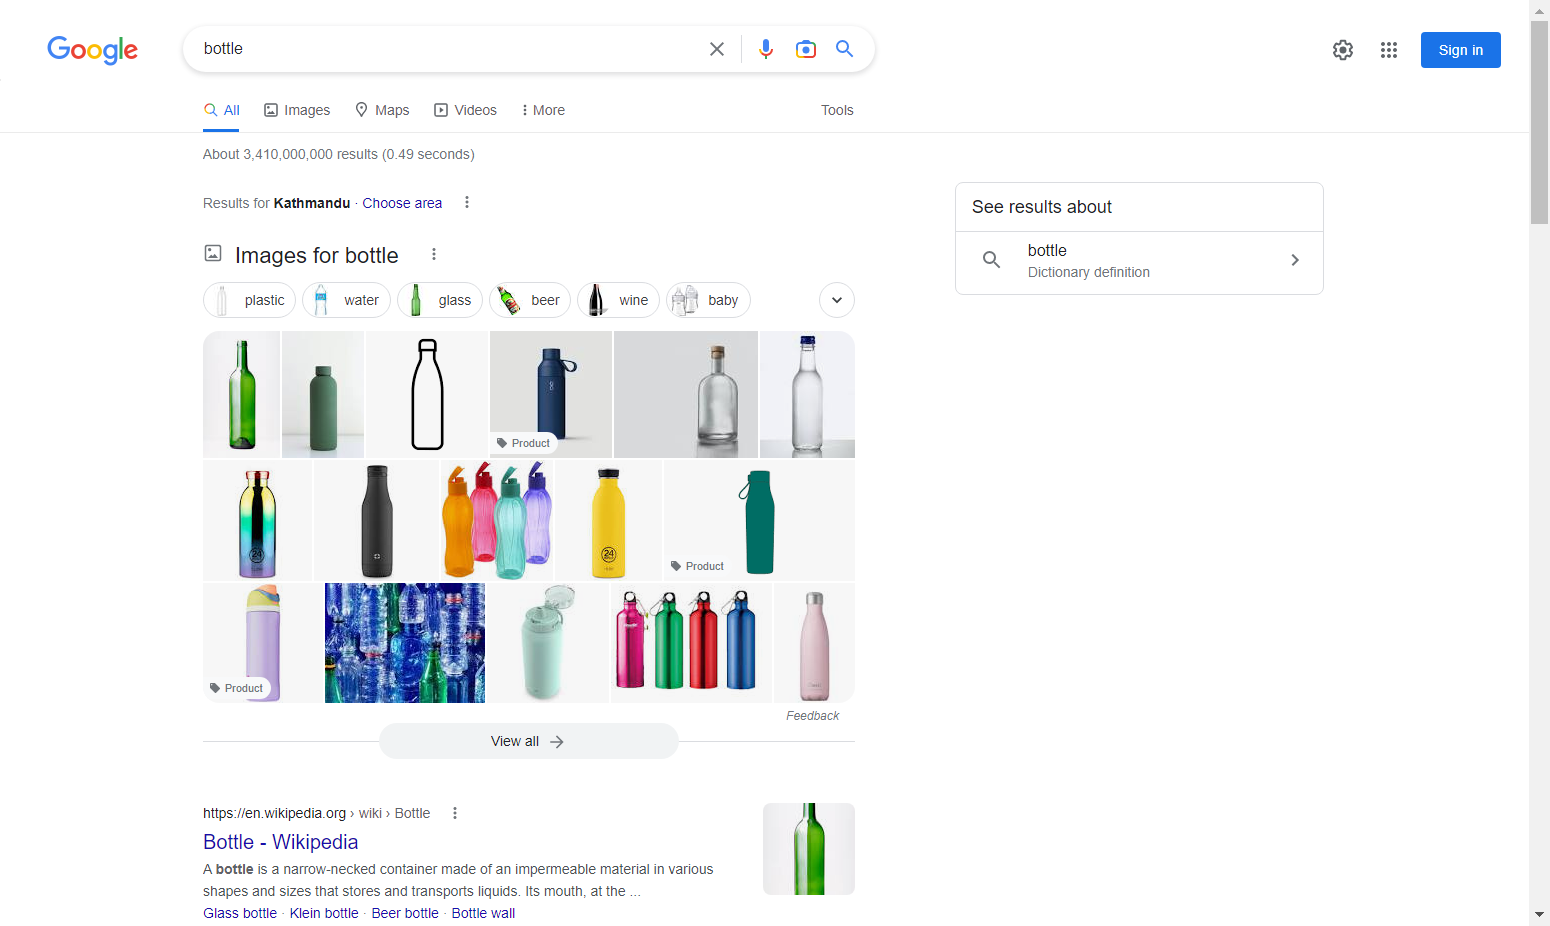 Google
bottle
Sign in
All
Images
Maps
Videos
More
Tools
About 3,410,000,000 results (0.49 seconds)
Results for Kathmandu · Choose area
See results about
bottle
Dictionary definition
Images for bottle
plastic
water
glass
beer
wine
baby
Product
24
24
Product
Product
Feedback
View all
https://en.wikipedia.org › wiki › Bottle
Bottle - Wikipedia
A bottle is a narrow-necked container made of an impermeable material in various
shapes and sizes that stores and transports liquids. Its mouth, at the ...
Glass bottle · Klein bottle · Beer bottle · Bottle wall